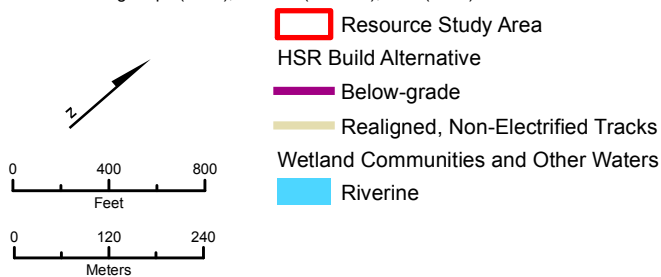 Resource Study Area
HSR Build Alternative
Below-grade
Realigned, Non-Electrified Tracks
Wetland Communities and Other Waters
Riverine
N
0 400 800
Feet
0 120 240
Meters